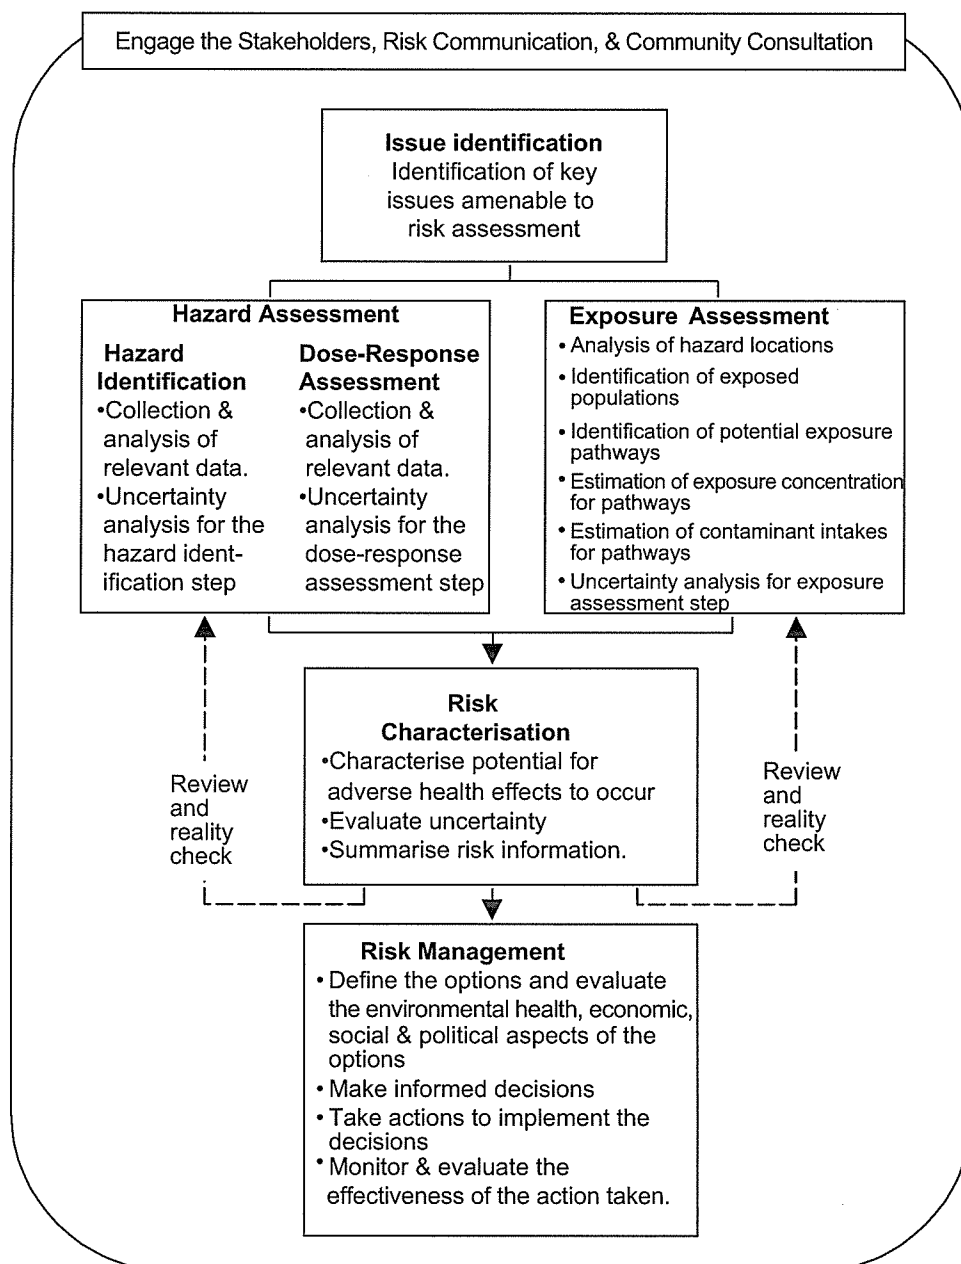 Engage the Stakeholders, Risk Communication, & Community Consultation
Issue identification
Identification of key
issues amenable to
risk assessment
Hazard Assessment
Hazard
Identification
•Collection &
analysis of
relevant data.
•Uncertainty
analysis for the
hazard ident-
ification step
Dose-Response
Assessment
•Collection &
analysis of
relevant data.
•Uncertainty
analysis for the
dose-response
assessment step
Exposure Assessment
• Analysis of hazard locations
• Identification of exposed
populations
• Identification of potential exposure
pathways
• Estimation of exposure concentration
for pathways
• Estimation of contaminant intakes
for pathways
• Uncertainty analysis for exposure
assessment step
Risk
Characterisation
•Characterise potential for
adverse health effects to occur
•Evaluate uncertainty
•Summarise risk information.
Review
and
reality
check
Review
and
reality
check
Risk Management
• Define the options and evaluate
the environmental health, economic,
social & political aspects of the
options
• Make informed decisions
• Take actions to implement the
decisions
• Monitor & evaluate the
effectiveness of the action taken.